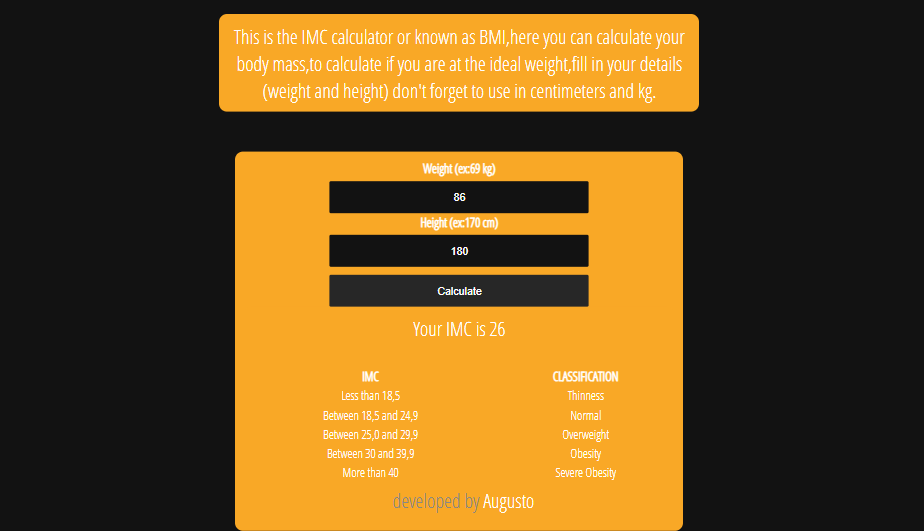 This is the IMC calculator or known as BMI,here you can calculate your
body mass,to calculate if you are at the ideal weight,fill in your details
(weight and height) don't forget to use in centimeters and kg.
Weight (ex:69 kg)
86
Height (ex:170 cm)
180
Calculate
Your IMC is 26
IMC CLASSIFICATION
Less than 18,5 Thinness
Between 18,5 and 24,9 Normal
Between 25,0 and 29,9 Overweight
Between 30 and 39,9 Obesity
More than 40 Severe Obesity
developed by Augusto